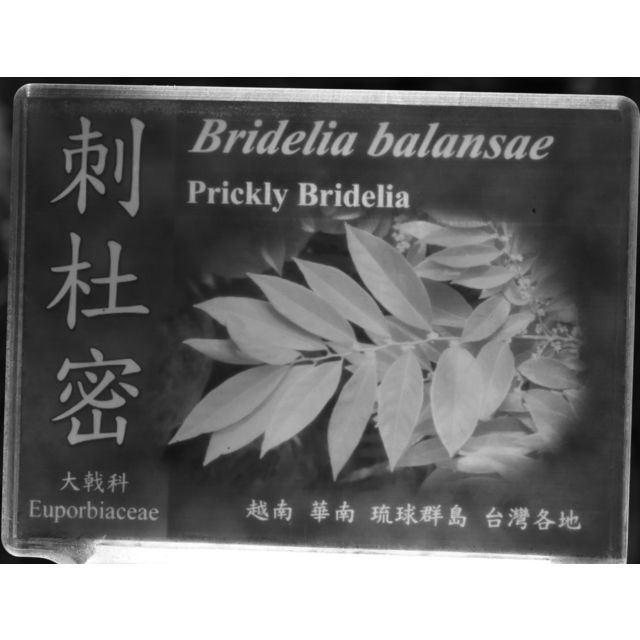 刺杜密
Bridelia balansae
Prickly Bridelia
大戟科
Euporbiaceae
越南 華南 琉球群島 台灣各地